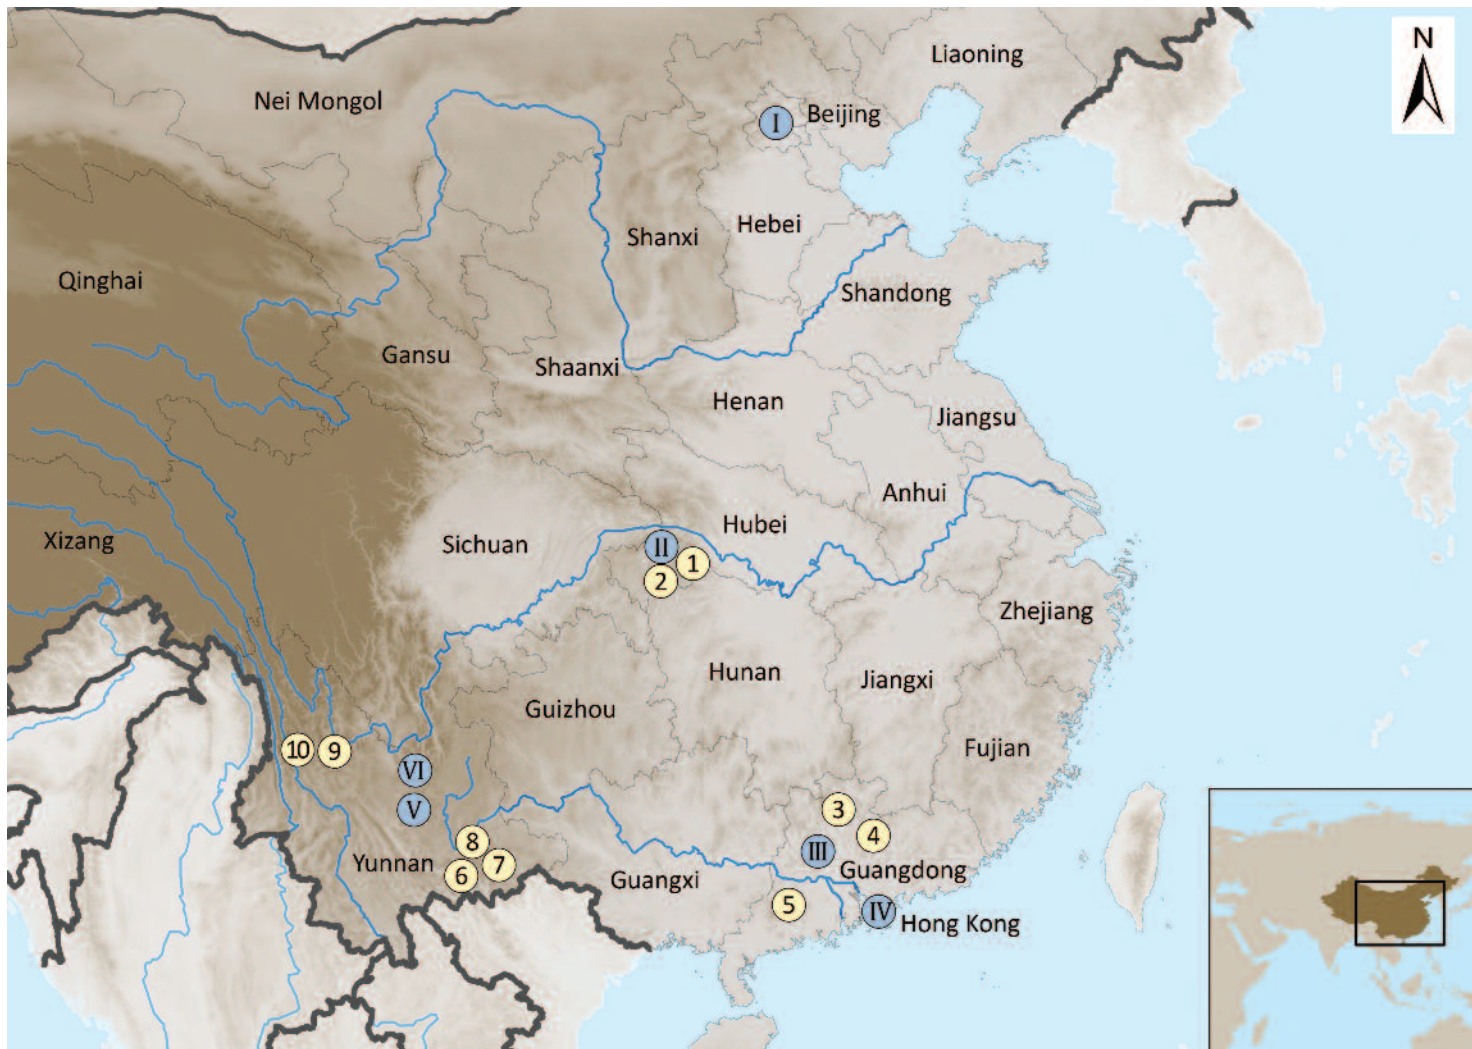 N
Liaoning
Nei Mongol
Beijing
I
Hebei
Shanxi
Qinghai
Shandong
Gansu
Shaanxi
Henan
Jiangsu
Anhui
Hubei
Xizang
Sichuan
II
1
2
Zhejiang
Hunan
Jiangxi
Guizhou
Fujian
10
9
VI
V
3
4
8
III
Yunnan
7
6
Guangxi
Guangdong
5
IV
Hong Kong